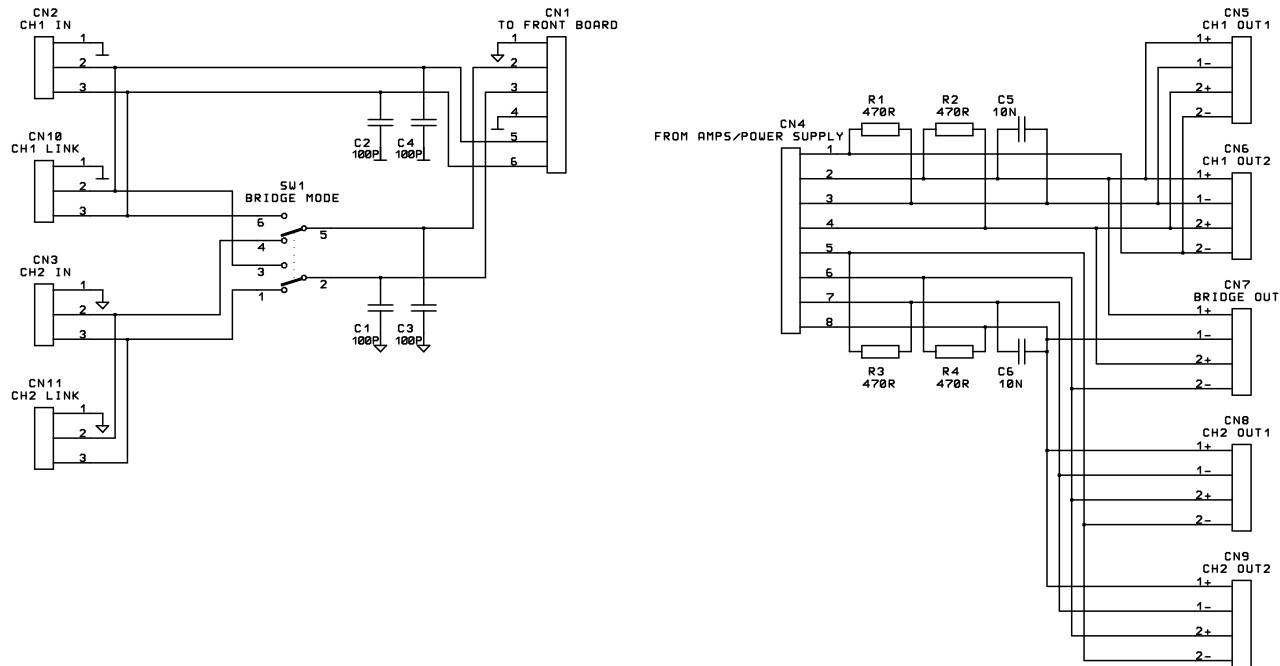 CN2
CH1 IN
1
2
3
CN10
CH1 LINK
1
2
3
CN3
CH2 IN
1
2
3
CN11
CH2 LINK
1
2
3
SW1
BRIDGE MODE
6
5
4
3
2
1
C2
100P
C4
100P
C1
100P
C3
100P
CN1
TO FRONT BOARD
1
2
3
4
5
6
CN4
FROM AMPS/POWER SUPPLY
1
2
3
4
5
6
7
8
R1
470R
R2
470R
C5
10N
R3
470R
R4
470R
C6
10N
CN5
CH1 OUT1
1+
1-
2+
2-
CN6
CH1 OUT2
1+
1-
2+
2-
CN7
BRIDGE OUT
1+
1-
2+
2-
CN8
CH2 OUT1
1+
1-
2+
2-
CN9
CH2 OUT2
1+
1-
2+
2-